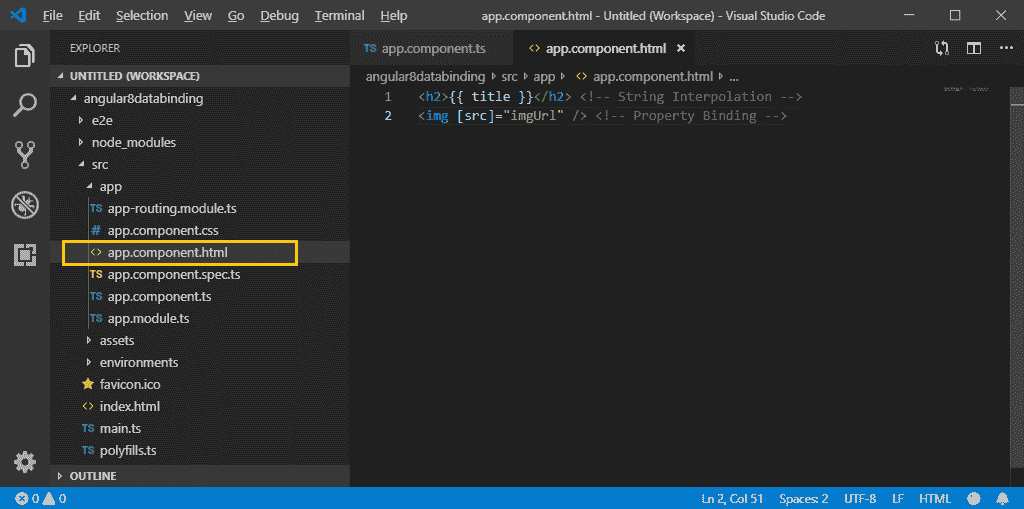 File Edit Selection View Go Debug Terminal Help app.component.html - Untitled (Workspace) - Visual Studio Code
EXPLORER
UNTITLED (WORKSPACE)
angular8databinding
e2e
node_modules
src
app
TS app-routing.module.ts
# app.component.css
<> app.component.html
TS app.component.spec.ts
TS app.component.ts
TS app.module.ts
assets
environments
favicon.ico
<> index.html
TS main.ts
TS polyfills.ts
OUTLINE
TS app.component.ts <> app.component.html
angular8databinding src app <> app.component.html ...
1 <h2>{{ title }}</h2> <!-- String Interpolation -->
2 <img [src]="imgUrl" /> <!-- Property Binding -->
0 0 Ln 2, Col 51 Spaces: 2 UTF-8 LF HTML